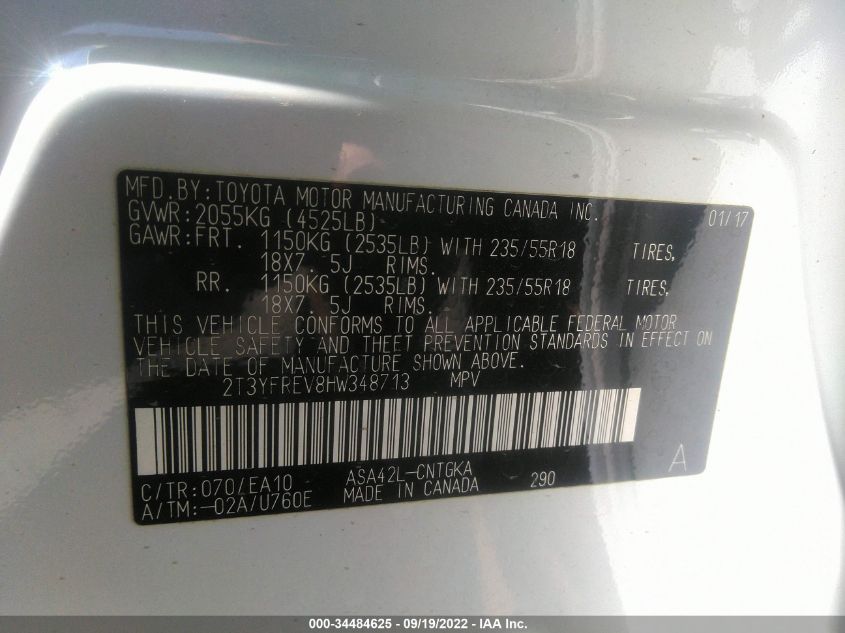 MFD.BY:TOYOTA MOTOR MANUFACTURING CANADA INC. 01/17
GVWR:2055KG (4525LB)
GAWR:FRT. 1150KG (2535LB) WITH 235/55R18 TIRES,
18X7.5J RIMS.
RR. 1150KG (2535LB) WITH 235/55R18 TIRES,
18X7.5J RIMS.
THIS VEHICLE CONFORMS TO ALL APPLICABLE FEDERAL MOTOR
VEHICLE SAFETY AND THEFT PREVENTION STANDARDS IN EFFECT ON
THE DATE OF MANUFACTURE SHOWN ABOVE.
2T3YFREV8HW348713 MPV
C/TR:070/EA10 ASA42L-CNTGKA 290 A
A/TM:-02A/U760E MADE IN CANADA
000-34484625 - 09/19/2022 - IAA Inc.